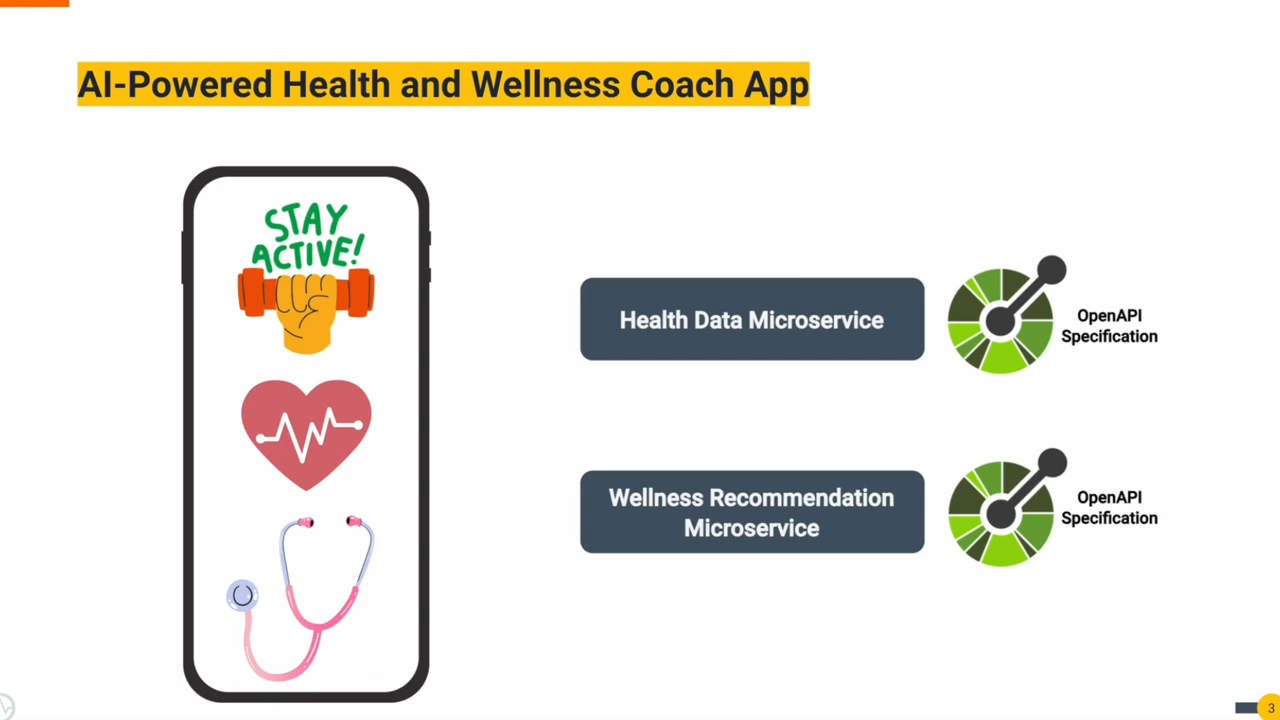 AI-Powered Health and Wellness Coach App
STAY
ACTIVE!
Health Data Microservice
OpenAPI
Specification
Wellness Recommendation
Microservice
OpenAPI
Specification
3